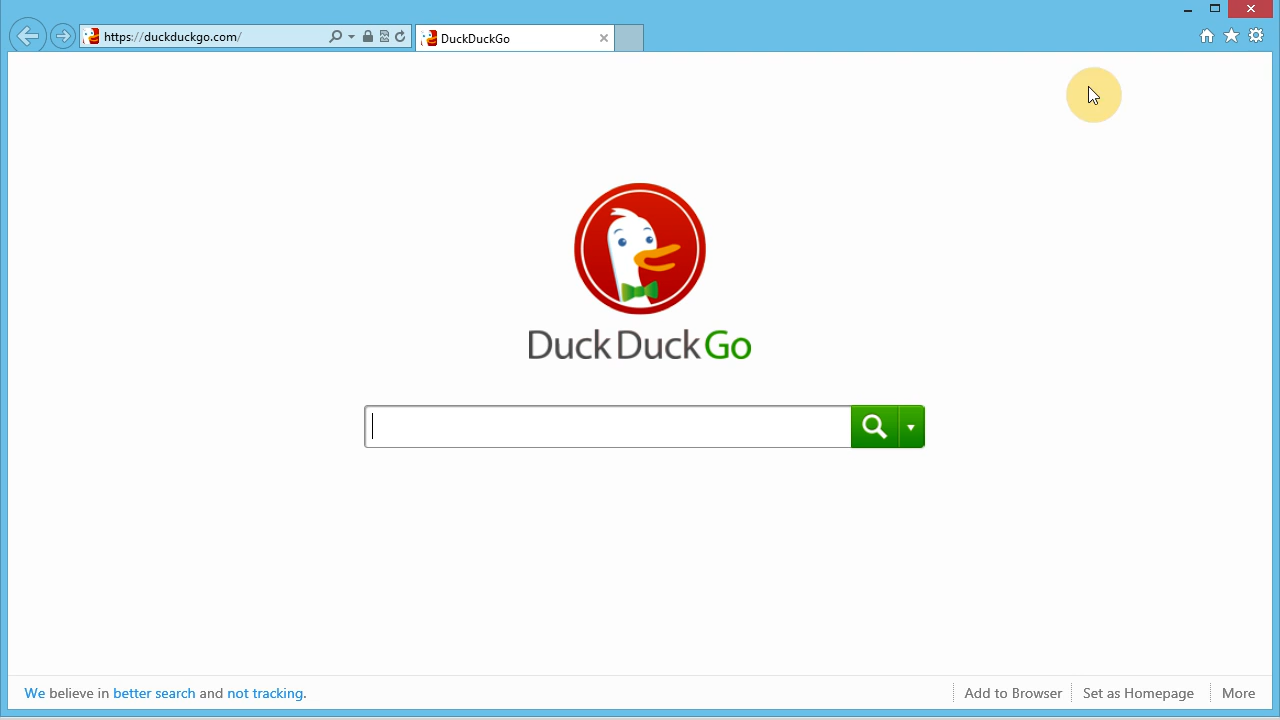 https://duckduckgo.com/
DuckDuckGo
DuckDuckGo
We believe in better search and not tracking.
Add to Browser
Set as Homepage
More